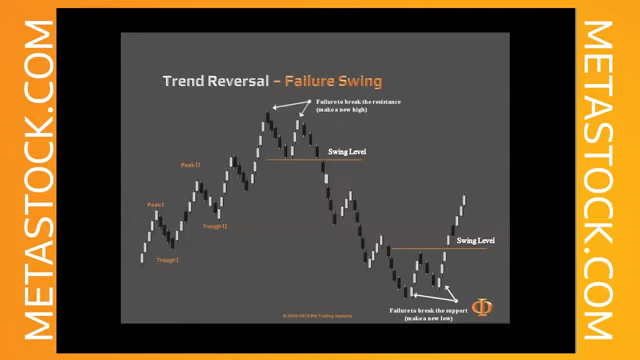 METASTOCK.COM
Trend Reversal – Failure Swing
Failure to break the resistance
(make a new high)
Swing Level
Peak II
Peak I
Trough II
Trough I
Swing Level
Failure to break the support
(make a new low)
METASTOCK.COM